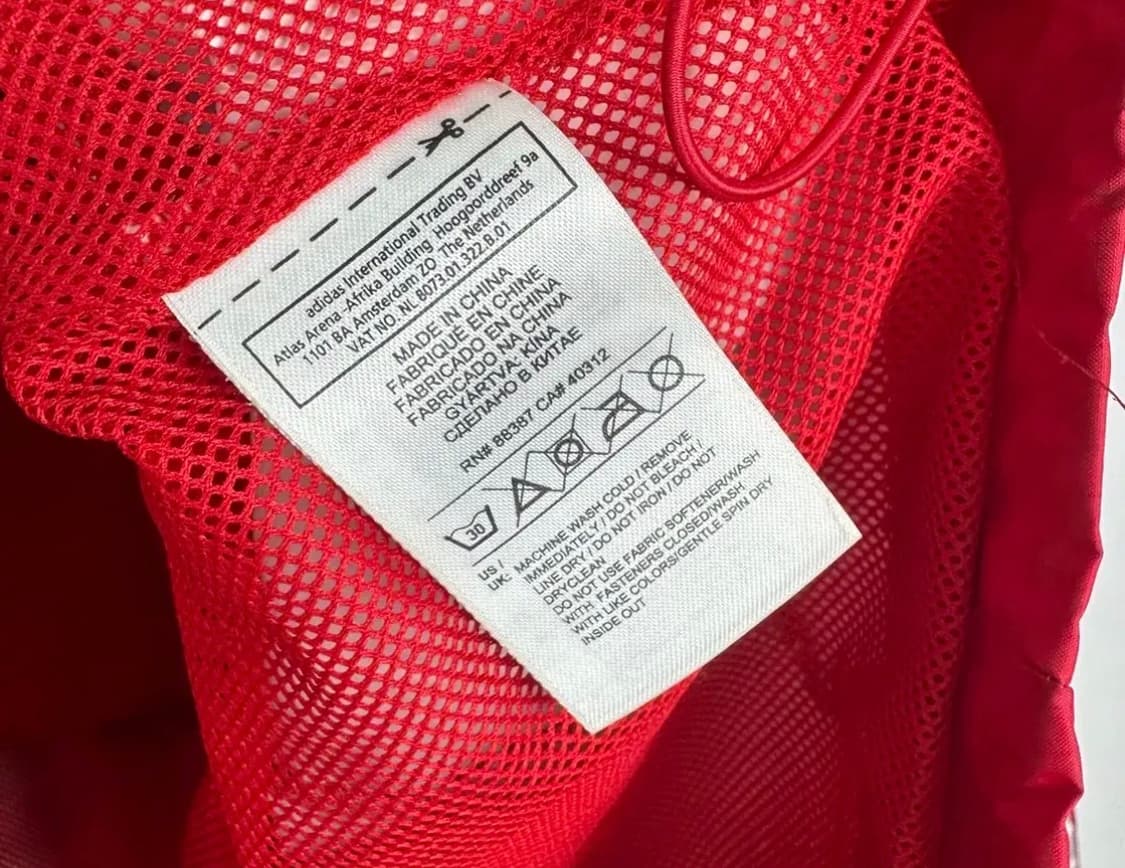 adidas International Trading BV
Atlas Arena-Afrika Building Hoogoorddreef 9a
1101 BA Amsterdam ZO The Netherlands
VAT NO. NL 8073.01.322.B.01
MADE IN CHINA
FABRIQUÉ EN CHINE
FABRICADO EN CHINA
FABRICADO NA CHINA
GYÁRTVA: KÍNA
СДЕЛАНО В КИТАЕ
RN# 88387 CA# 40312
30
US / UK: MACHINE WASH COLD / REMOVE
IMMEDIATELY / DO NOT BLEACH /
LINE DRY / DO NOT IRON / DO NOT
DRYCLEAN
DO NOT USE FABRIC SOFTENER/WASH
WITH FASTENERS CLOSED/WASH
WITH LIKE COLORS/GENTLE SPIN DRY
INSIDE OUT